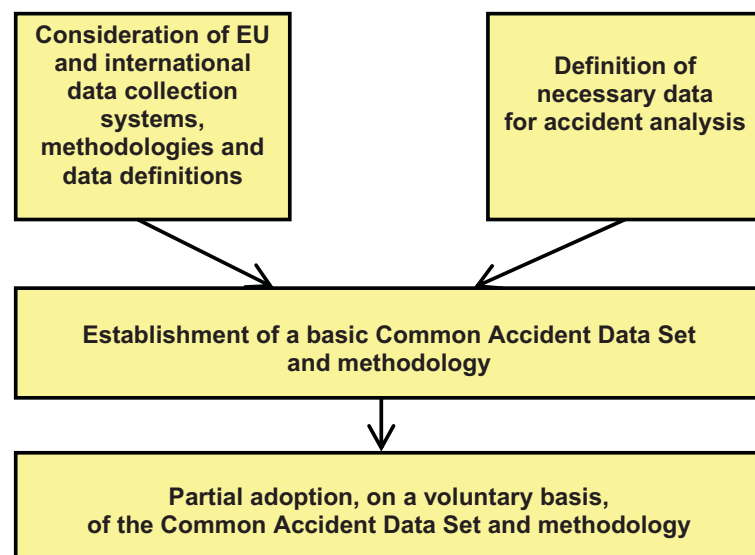 Consideration of EU
and international
data collection
systems,
methodologies and
data definitions
Definition of
necessary data
for accident analysis
Establishment of a basic Common Accident Data Set
and methodology
Partial adoption, on a voluntary basis,
of the Common Accident Data Set and methodology